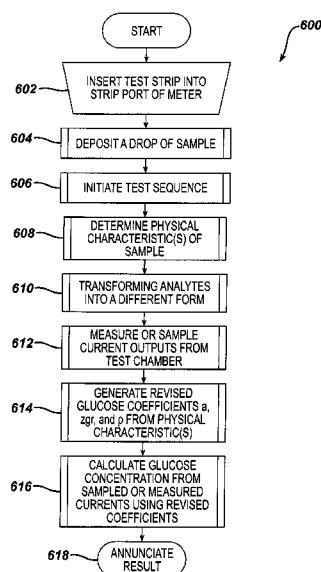 START
600
602
INSERT TEST STRIP INTO
STRIP PORT OF METER
604
DEPOSIT A DROP OF SAMPLE
606
INITIATE TEST SEQUENCE
608
DETERMINE PHYSICAL
CHARACTERISTIC(S) OF
SAMPLE
610
TRANSFORMING ANALYTES
INTO A DIFFERENT FORM
612
MEASURE OR SAMPLE
CURRENT OUTPUTS FROM
TEST CHAMBER
614
GENERATE REVISED
GLUCOSE COEFFICIENTS a,
zgr, and p FROM PHYSICAL
CHARACTERISTIC(S)
616
CALCULATE GLUCOSE
CONCENTRATION FROM
SAMPLED OR MEASURED
CURRENTS USING REVISED
COEFFICIENTS
618
ANNUNCIATE
RESULT